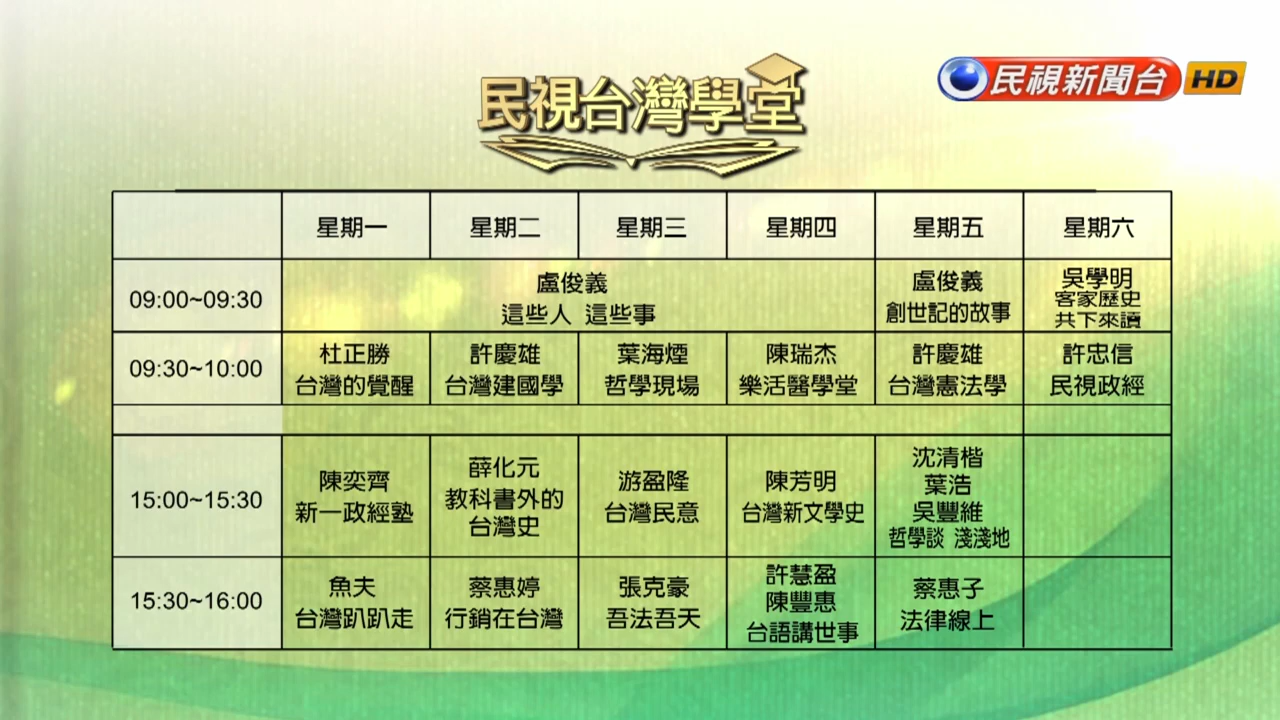 民視台灣學堂
民視新聞台 HD
星期一 星期二 星期三 星期四 星期五 星期六
09:00~09:30
盧俊義
這些人 這些事
盧俊義
創世記的故事
吳學明
客家歷史
共下來讀
09:30~10:00
杜正勝
台灣的覺醒
許慶雄
台灣建國學
葉海煙
哲學現場
陳瑞杰
樂活醫學堂
許慶雄
台灣憲法學
許忠信
民視政經
15:00~15:30
陳奕齊
新一政經塾
薛化元
教科書外的
台灣史
游盈隆
台灣民意
陳芳明
台灣新文學史
沈清楷
葉浩
吳豐維
哲學談 淺淺地
15:30~16:00
魚夫
台灣趴趴走
蔡惠婷
行銷在台灣
張克豪
吾法吾天
許慧盈
陳豐惠
台語講世事
蔡惠子
法律線上